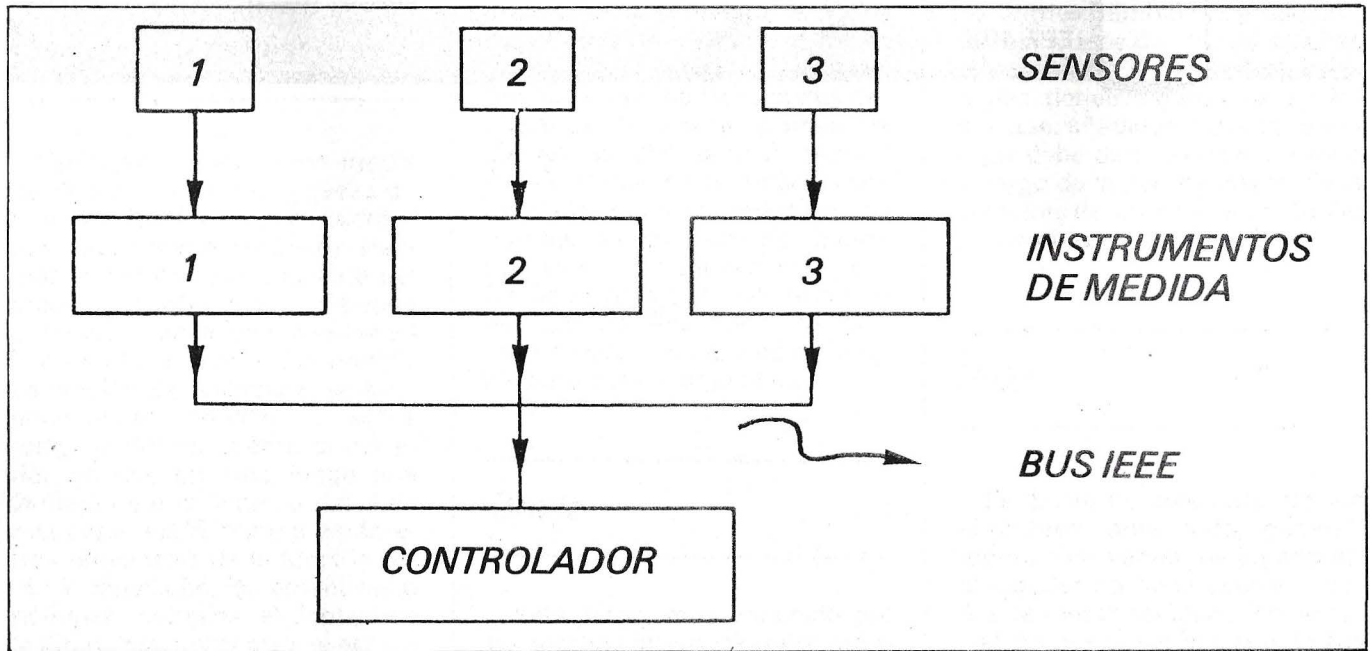 1 2 3 SENSORES
1 2 3 INSTRUMENTOS
DE MEDIDA
BUS IEEE
CONTROLADOR